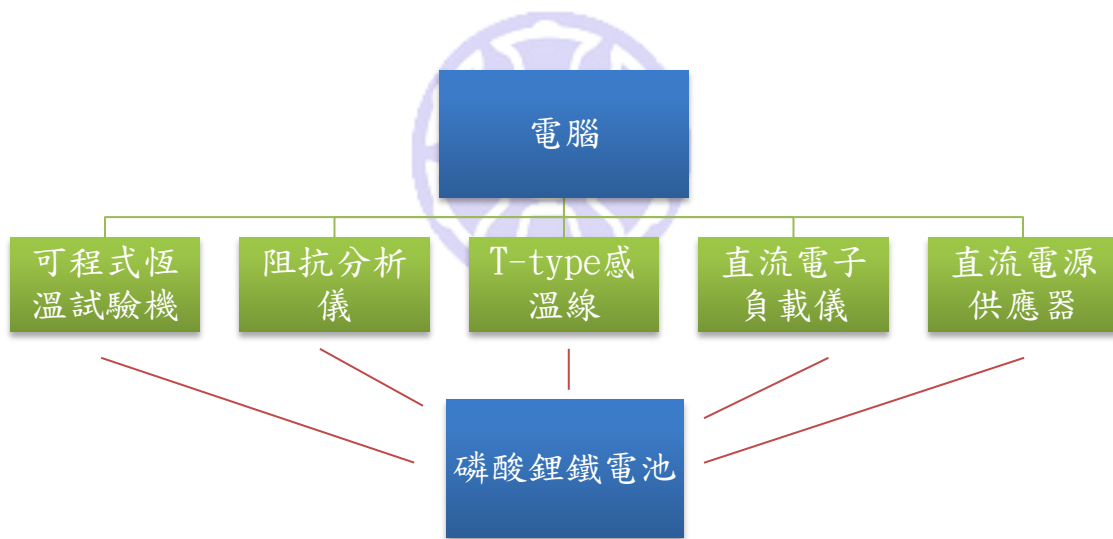 電腦
可程式恆
溫試驗機
阻抗分析
儀
T-type感
溫線
直流電子
負載儀
直流電源
供應器
磷酸鋰鐵電池